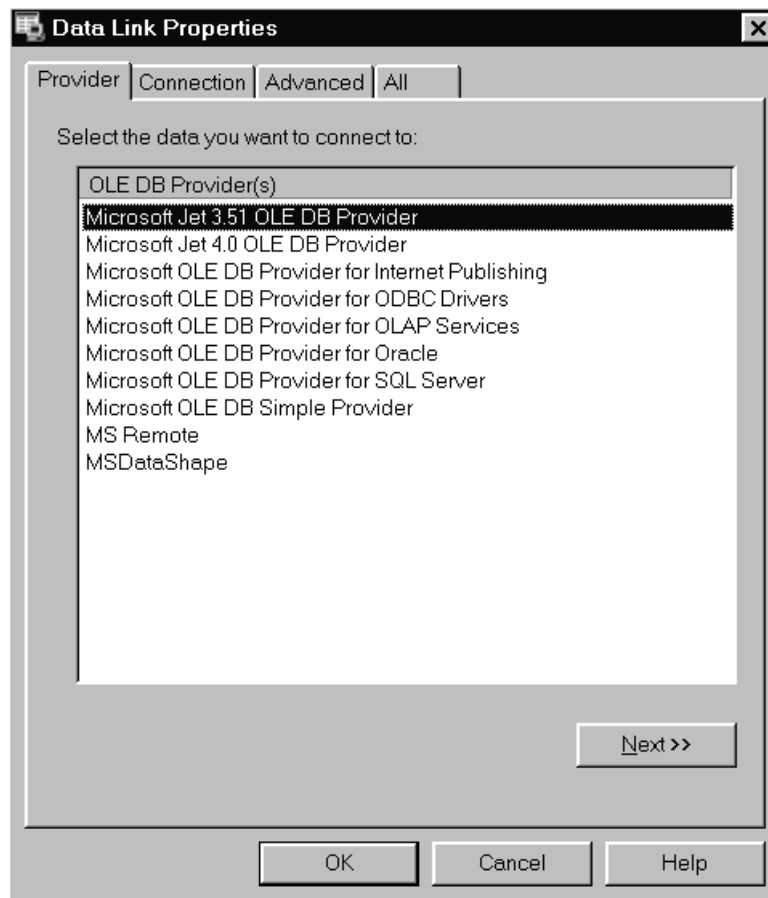 Data Link Properties
Provider Connection Advanced All
Select the data you want to connect to:
OLE DB Provider(s)
Microsoft Jet 3.51 OLE DB Provider
Microsoft Jet 4.0 OLE DB Provider
Microsoft OLE DB Provider for Internet Publishing
Microsoft OLE DB Provider for ODBC Drivers
Microsoft OLE DB Provider for OLAP Services
Microsoft OLE DB Provider for Oracle
Microsoft OLE DB Provider for SQL Server
Microsoft OLE DB Simple Provider
MS Remote
MSDataShape
Next >>
OK Cancel Help